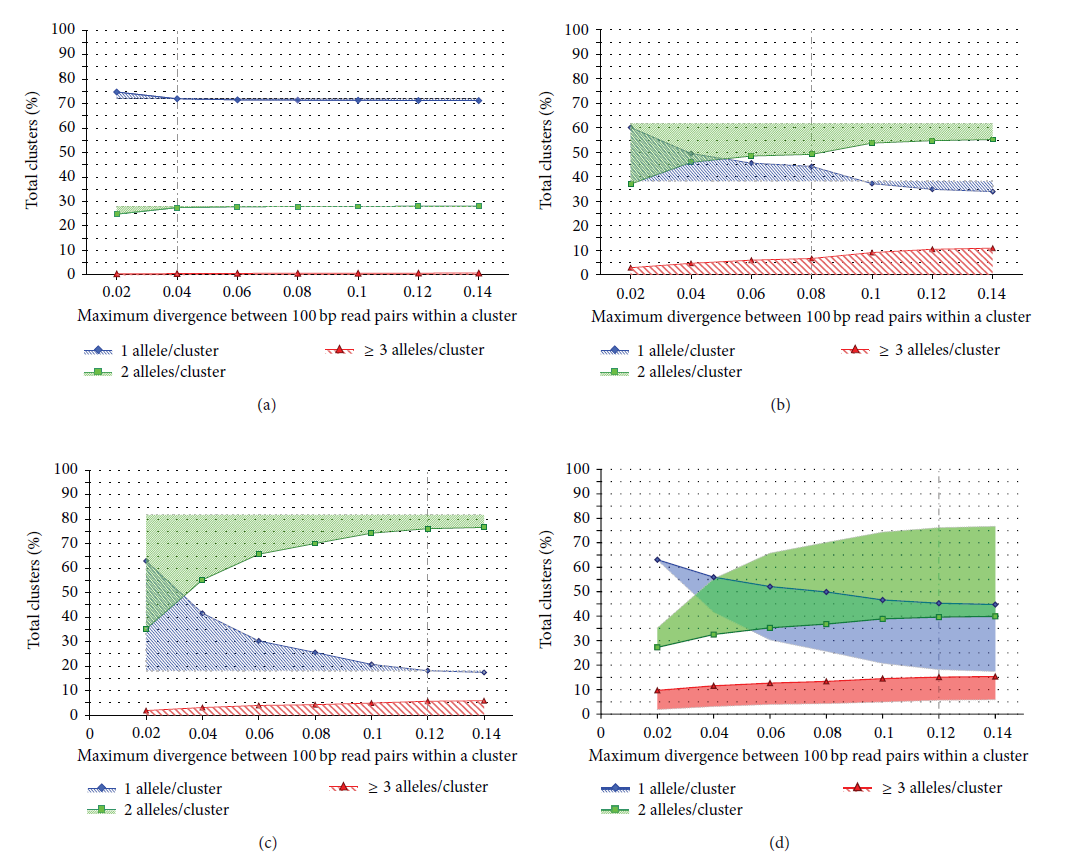 100
90
80
70
60
50
40
30
20
10
0
Total clusters (%)
0.02 0.04 0.06 0.08 0.1 0.12 0.14
Maximum divergence between 100 bp read pairs within a cluster
1 allele/cluster
2 alleles/cluster
≥ 3 alleles/cluster
(a)
100
90
80
70
60
50
40
30
20
10
0
Total clusters (%)
0.02 0.04 0.06 0.08 0.1 0.12 0.14
Maximum divergence between 100 bp read pairs within a cluster
1 allele/cluster
2 alleles/cluster
≥ 3 alleles/cluster
(b)
100
90
80
70
60
50
40
30
20
10
0
Total clusters (%)
0 0.02 0.04 0.06 0.08 0.1 0.12 0.14
Maximum divergence between 100 bp read pairs within a cluster
1 allele/cluster
2 alleles/cluster
≥ 3 alleles/cluster
(c)
100
90
80
70
60
50
40
30
20
10
0
Total clusters (%)
0 0.02 0.04 0.06 0.08 0.1 0.12 0.14
Maximum divergence between 100 bp read pairs within a cluster
1 allele/cluster
2 alleles/cluster
≥ 3 alleles/cluster
(d)